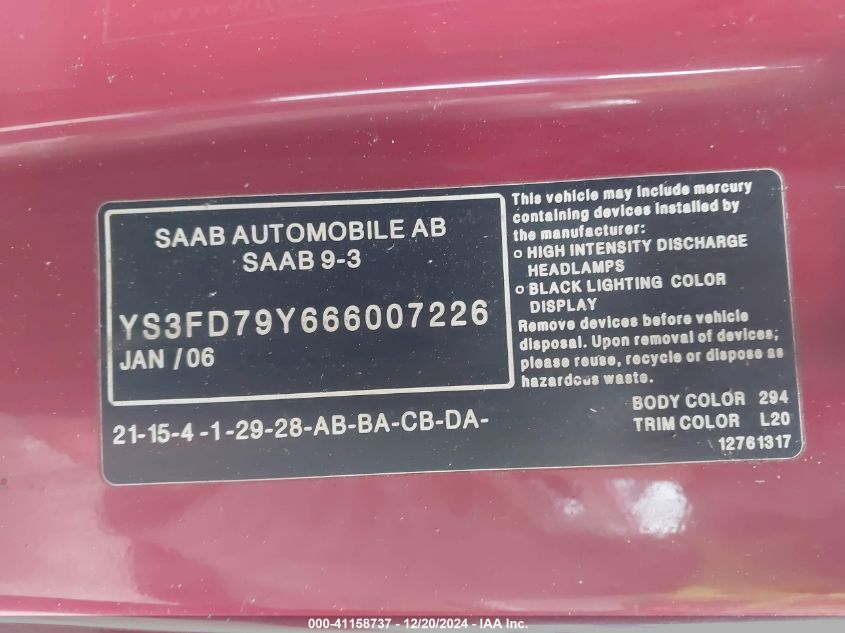 SAAB AUTOMOBILE AB
SAAB 9-3
YS3FD79Y666007226
JAN /06
21-15-4 -1-29-28-AB-BA-CB-DA-
This vehicle may include mercury
containing devices installed by
the manufacturer:
o HIGH INTENSITY DISCHARGE
HEADLAMPS
o BLACK LIGHTING COLOR
DISPLAY
Remove devices before vehicle
disposal. Upon removal of devices;
please reuse, recycle or dispose as
hazardous waste.
BODY COLOR 294
TRIM COLOR L20
12761317
000-41158737 - 12/20/2024 - IAA Inc.